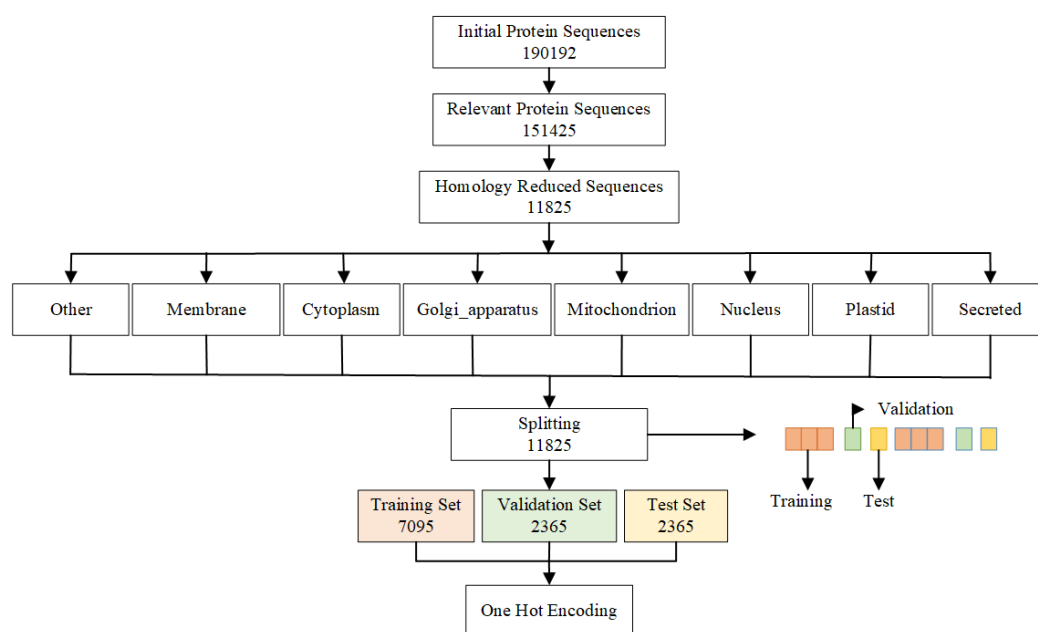 Initial Protein Sequences
190192
Relevant Protein Sequences
151425
Homology Reduced Sequences
11825
Other
Membrane
Cytoplasm
Golgi_apparatus
Mitochondrion
Nucleus
Plastid
Secreted
Splitting
11825
Validation
Training
Test
Training Set
7095
Validation Set
2365
Test Set
2365
One Hot Encoding